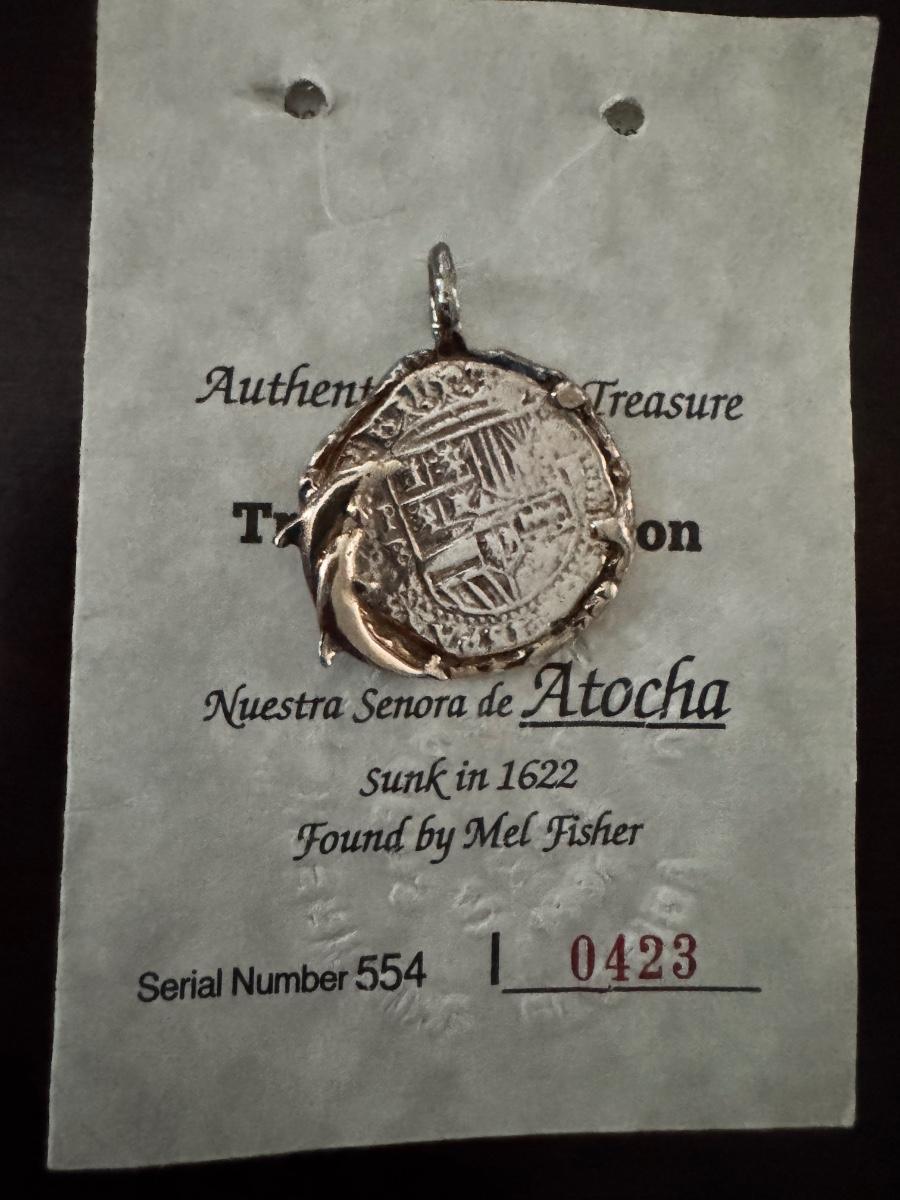 Authent Treasure
Tr on
Nuestra Senora de Atocha
Sunk in 1622
Found by Mel Fisher
Serial Number 554 | 0423